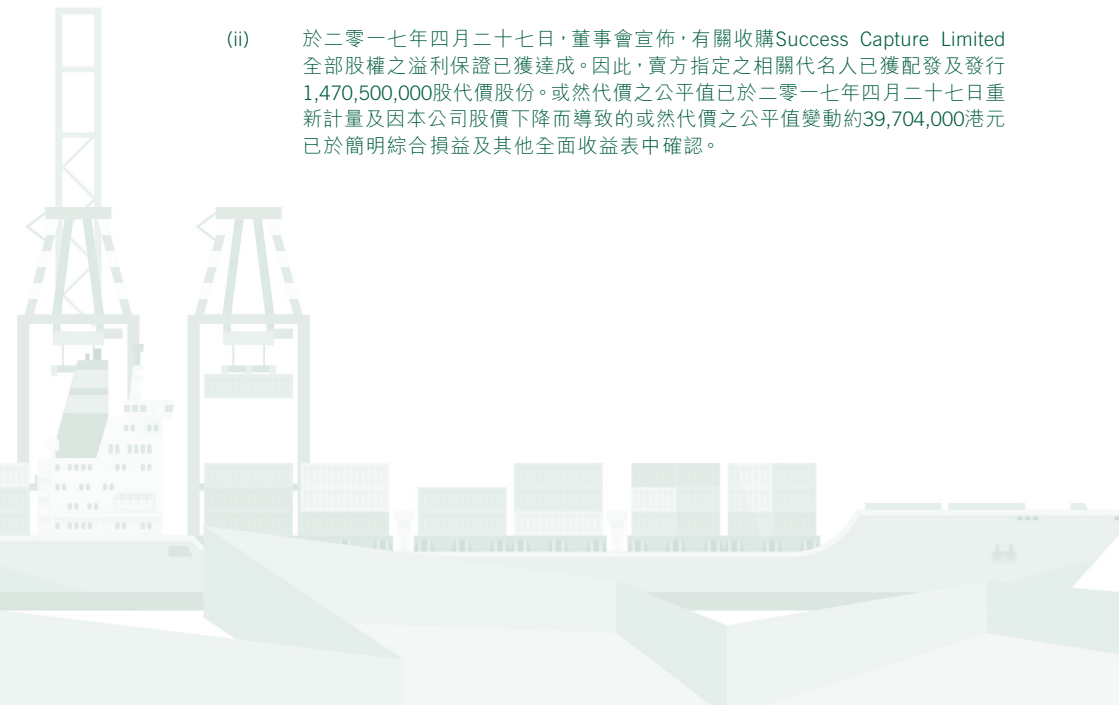 (ii) 於二零一七年四月二十七日，董事會宣佈，有關收購Success Capture Limited
全部股權之溢利保證已獲達成。因此，賣方指定之相關代名人已獲配發及發行
1,470,500,000股代價股份。或然代價之公平值已於二零一七年四月二十七日重
新計量及因本公司股價下降而導致的或然代價之公平值變動約39,704,000港元
已於簡明綜合損益及其他全面收益表中確認。